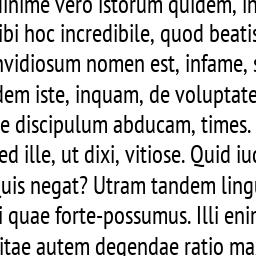 inime vero istorum quidem, in
ibi hoc incredibile, quod beatis
nvidiosum nomen est, infame, s
dem iste, inquam, de voluptate
e discipulum abducam, times.
ed ille, ut dixi, vitiose. Quid iud
uis negat? Utram tandem lingu
i quae forte-possumus. Illi enim
itae autem degendae ratio ma